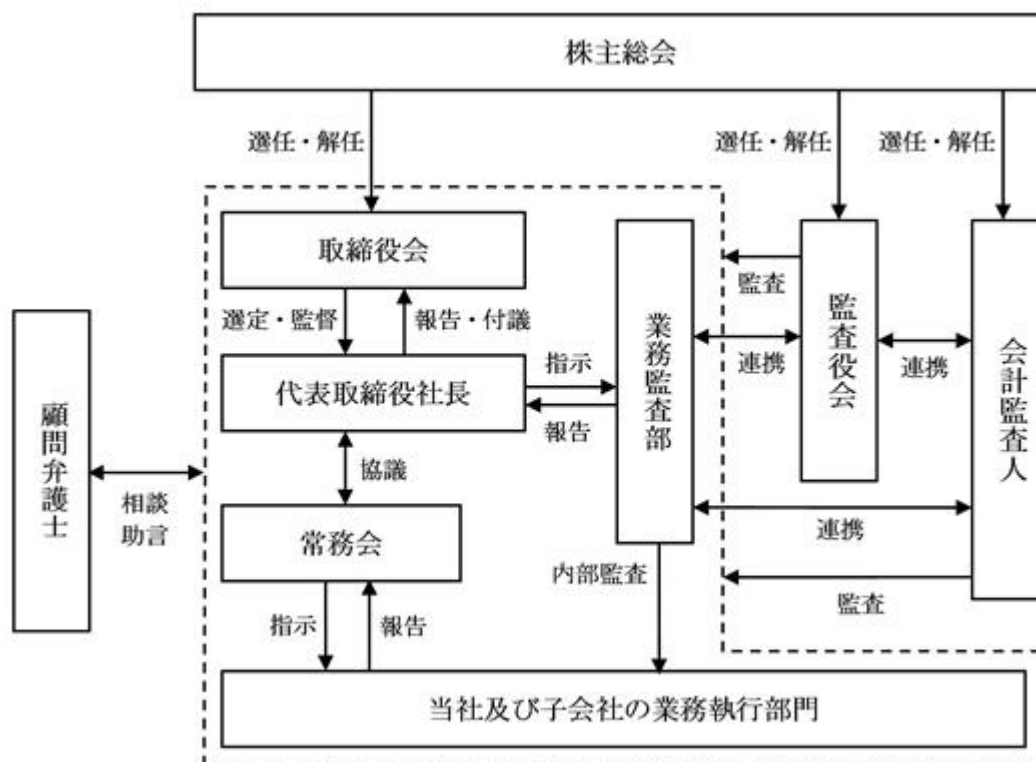 株主総会
選任・解任
選任・解任
選任・解任
取締役会
選定・監督
報告・付議
代表取締役社長
指示
報告
協議
常務会
指示
報告
業務監査部
内部監査
監査
連携
監査役会
連携
会計監査人
連携
監査
顧問弁護士
相談
助言
当社及び子会社の業務執行部門